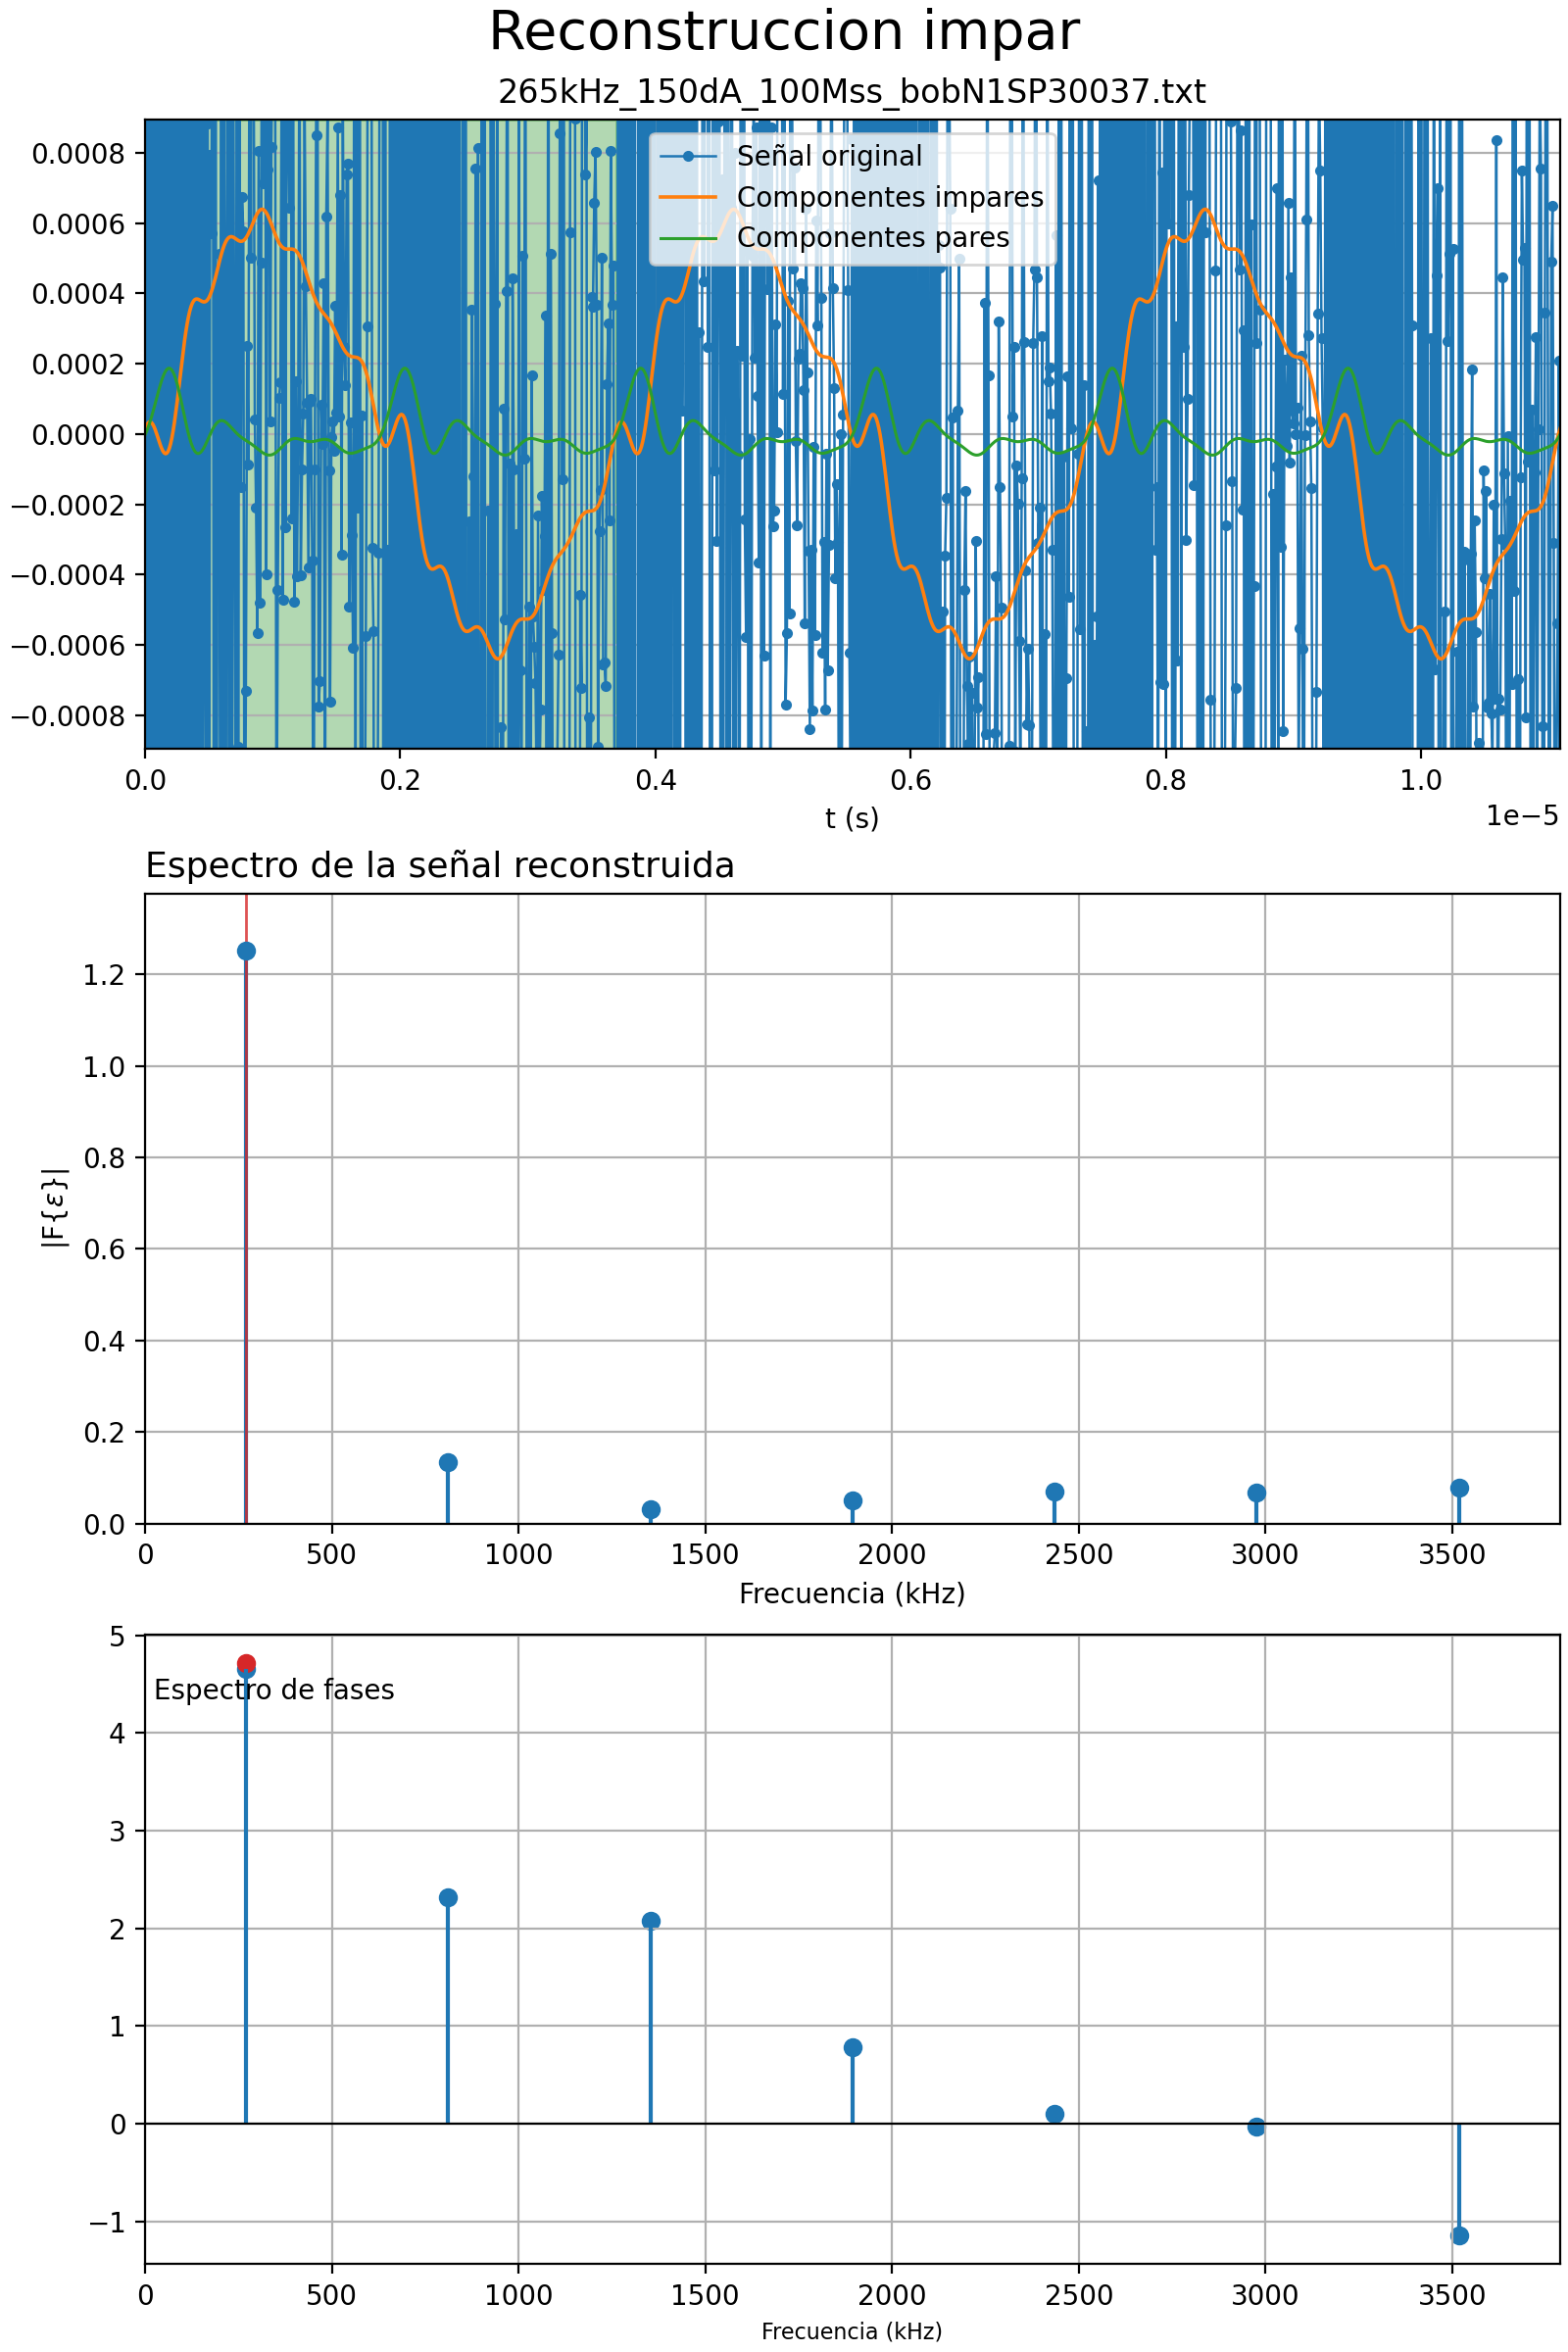 Reconstruccion impar
265kHz_150dA_100Mss_bobN1SP30037.txt
Señal original
Componentes impares
Componentes pares
0.0008
0.0006
0.0004
0.0002
0.0000
−0.0002
−0.0004
−0.0006
−0.0008
0.0 0.2 0.4 0.6 0.8 1.0
t (s)
1e−5
Espectro de la señal reconstruida
|F{ε}|
1.2
1.0
0.8
0.6
0.4
0.2
0.0
0 500 1000 1500 2000 2500 3000 3500
Frecuencia (kHz)
Espectro de fases
5
4
3
2
1
0
−1
0 500 1000 1500 2000 2500 3000 3500
Frecuencia (kHz)